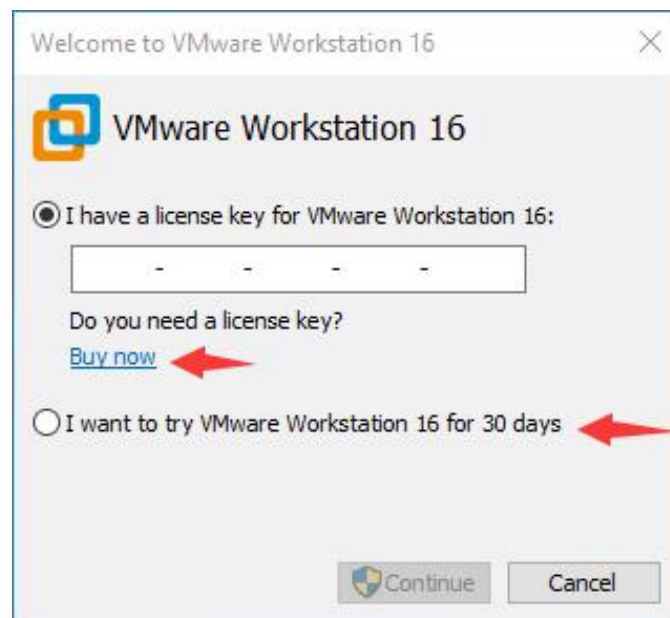 Welcome to VMware Workstation 16
VMware Workstation 16
I have a license key for VMware Workstation 16:
- - - -
Do you need a license key?
Buy now
I want to try VMware Workstation 16 for 30 days
Continue Cancel